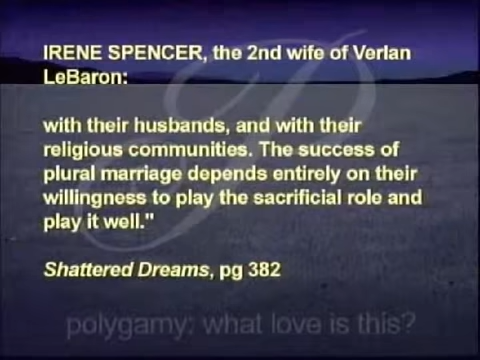 IRENE SPENCER, the 2nd wife of Verlan
LeBaron:
with their husbands, and with their
religious communities. The success of
plural marriage depends entirely on their
willingness to play the sacrificial role and
play it well."
Shattered Dreams, pg 382
polygamy: what love is this?